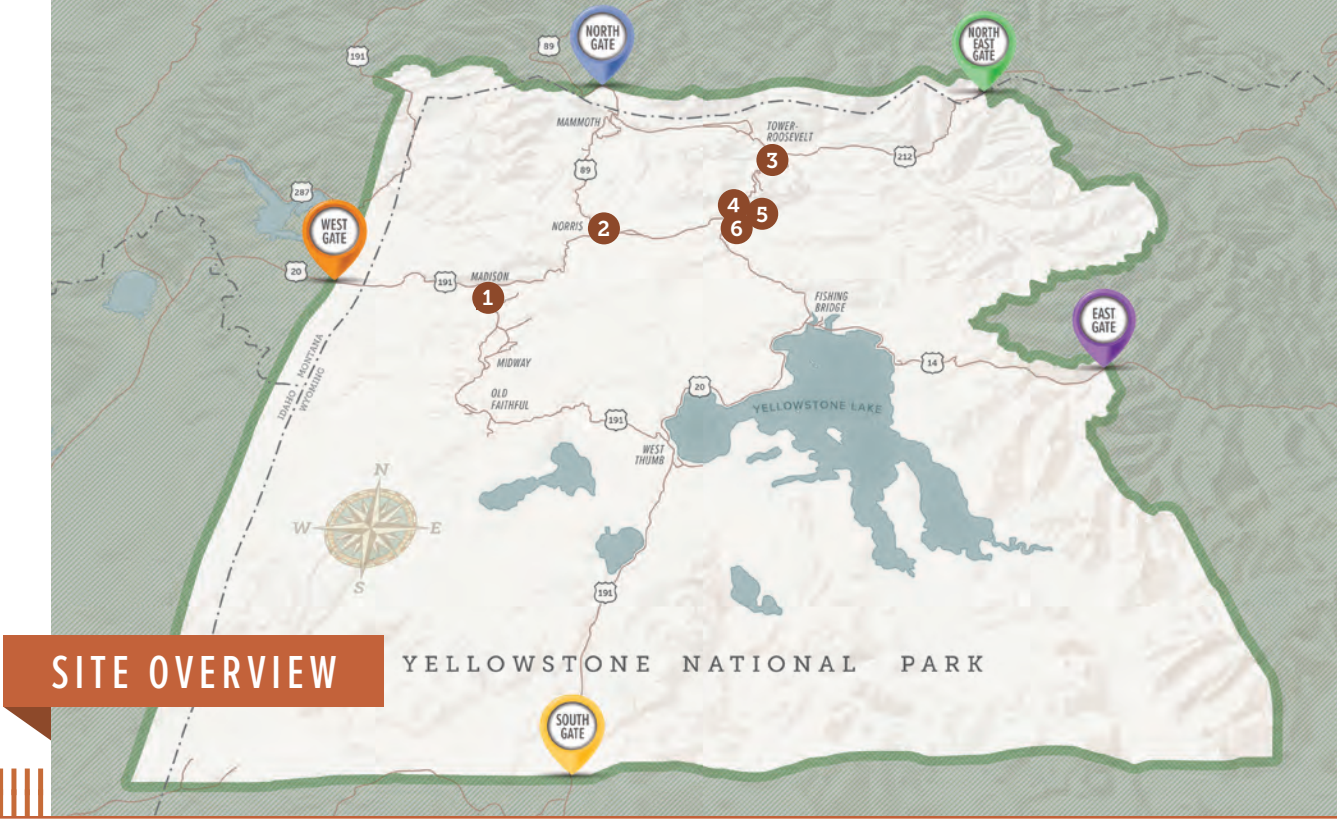 NORTH
GATE
NORTH
EAST
GATE
89
191
MAMMOTH
TOWER-
ROOSEVELT
3
212
89
287
WEST
GATE
4
5
NORRIS
2
6
20
191
MADISON
1
FISHING
BRIDGE
EAST
GATE
MONTANA
IDAHO
WYOMING
MIDWAY
14
OLD
FAITHFUL
20
YELLOWSTONE LAKE
191
WEST
THUMB
N
W
E
S
191
SITE OVERVIEW
YELLOWSTONE NATIONAL PARK
SOUTH
GATE